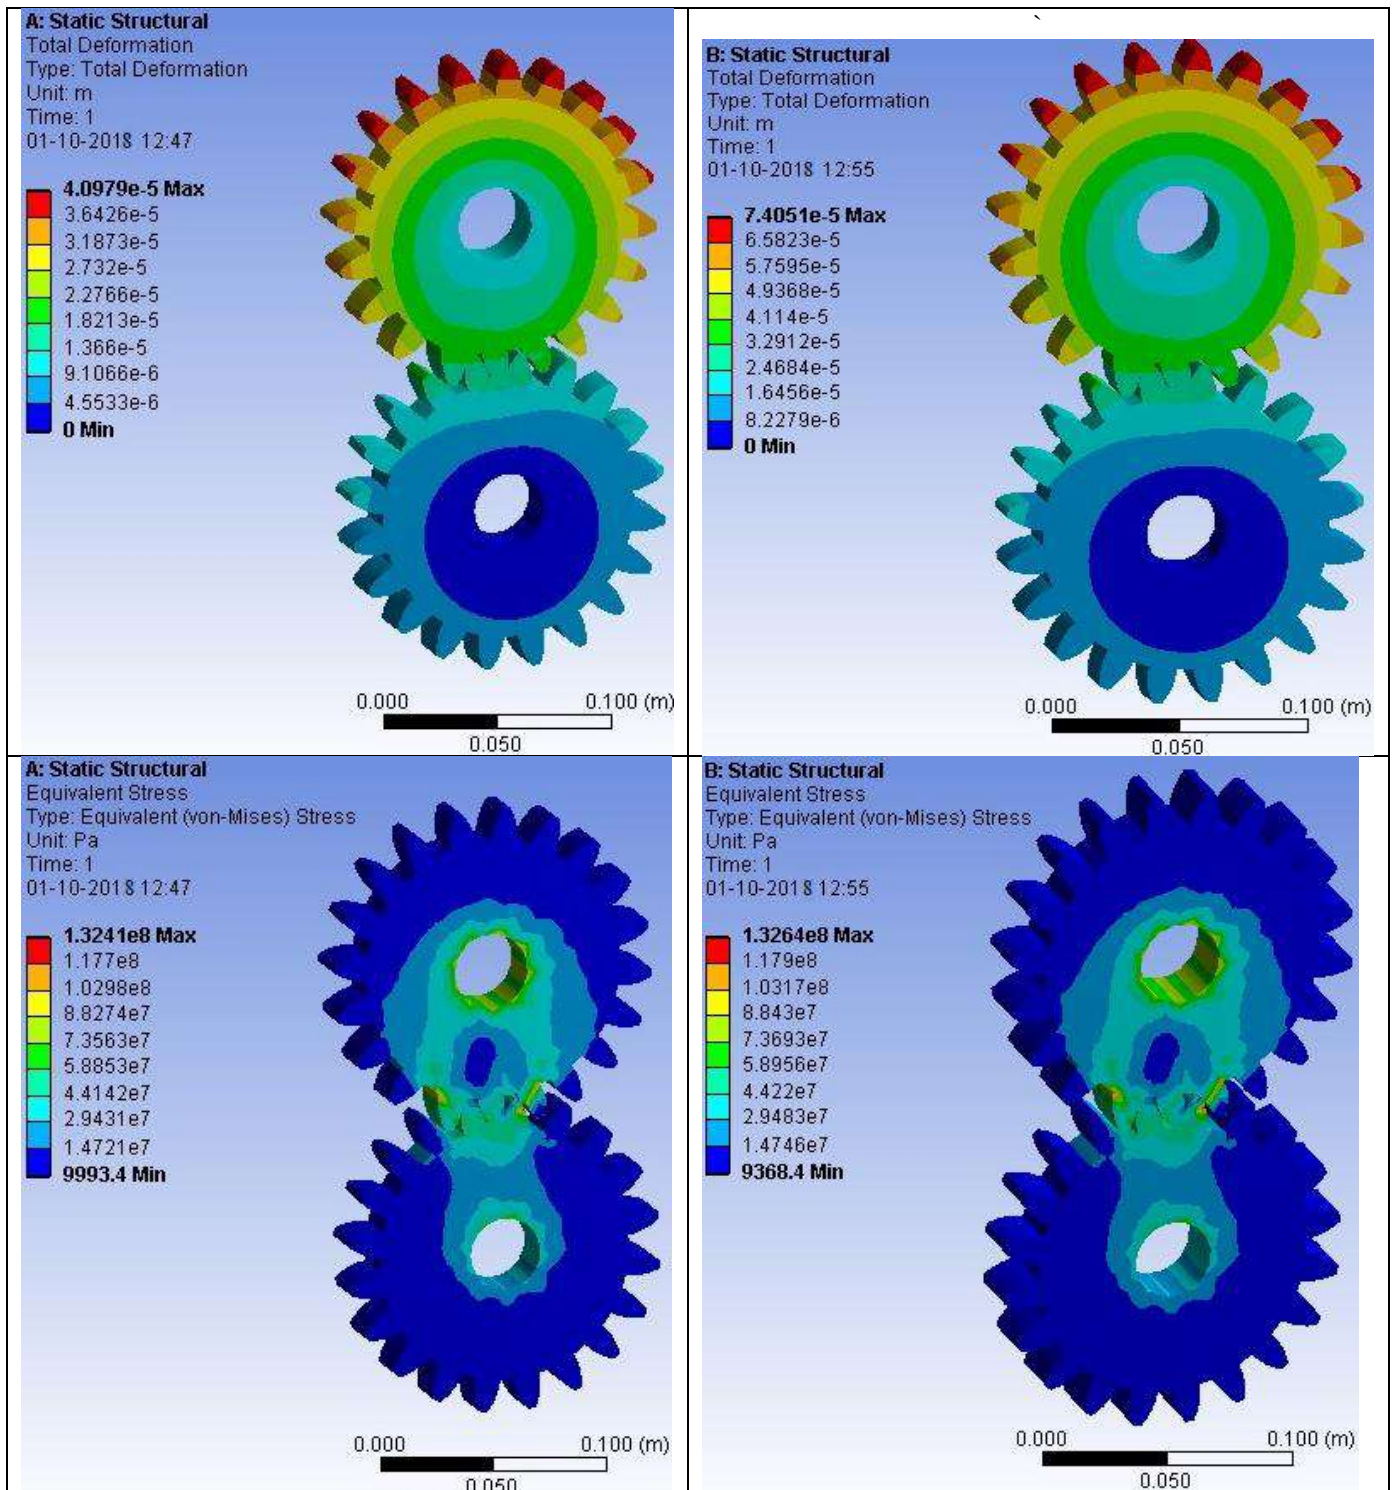 A: Static Structural
Total Deformation
Type: Total Deformation
Unit: m
Time: 1
01-10-2018 12:47
4.0979e-5 Max
3.6426e-5
3.1873e-5
2.732e-5
2.2766e-5
1.8213e-5
1.366e-5
9.1066e-6
4.5533e-6
0 Min
0.000 0.100 (m)
0.050
`
B: Static Structural
Total Deformation
Type: Total Deformation
Unit: m
Time: 1
01-10-2018 12:55
7.4051e-5 Max
6.5823e-5
5.7595e-5
4.9368e-5
4.114e-5
3.2912e-5
2.4684e-5
1.6456e-5
8.2279e-6
0 Min
0.000 0.100 (m)
0.050
A: Static Structural
Equivalent Stress
Type: Equivalent (von-Mises) Stress
Unit: Pa
Time: 1
01-10-2018 12:47
1.3241e8 Max
1.177e8
1.0298e8
8.8274e7
7.3563e7
5.8853e7
4.4142e7
2.9431e7
1.4721e7
9993.4 Min
0.000 0.100 (m)
0.050
B: Static Structural
Equivalent Stress
Type: Equivalent (von-Mises) Stress
Unit: Pa
Time: 1
01-10-2018 12:55
1.3264e8 Max
1.179e8
1.0317e8
8.843e7
7.3693e7
5.8956e7
4.422e7
2.9483e7
1.4746e7
9368.4 Min
0.000 0.100 (m)
0.050